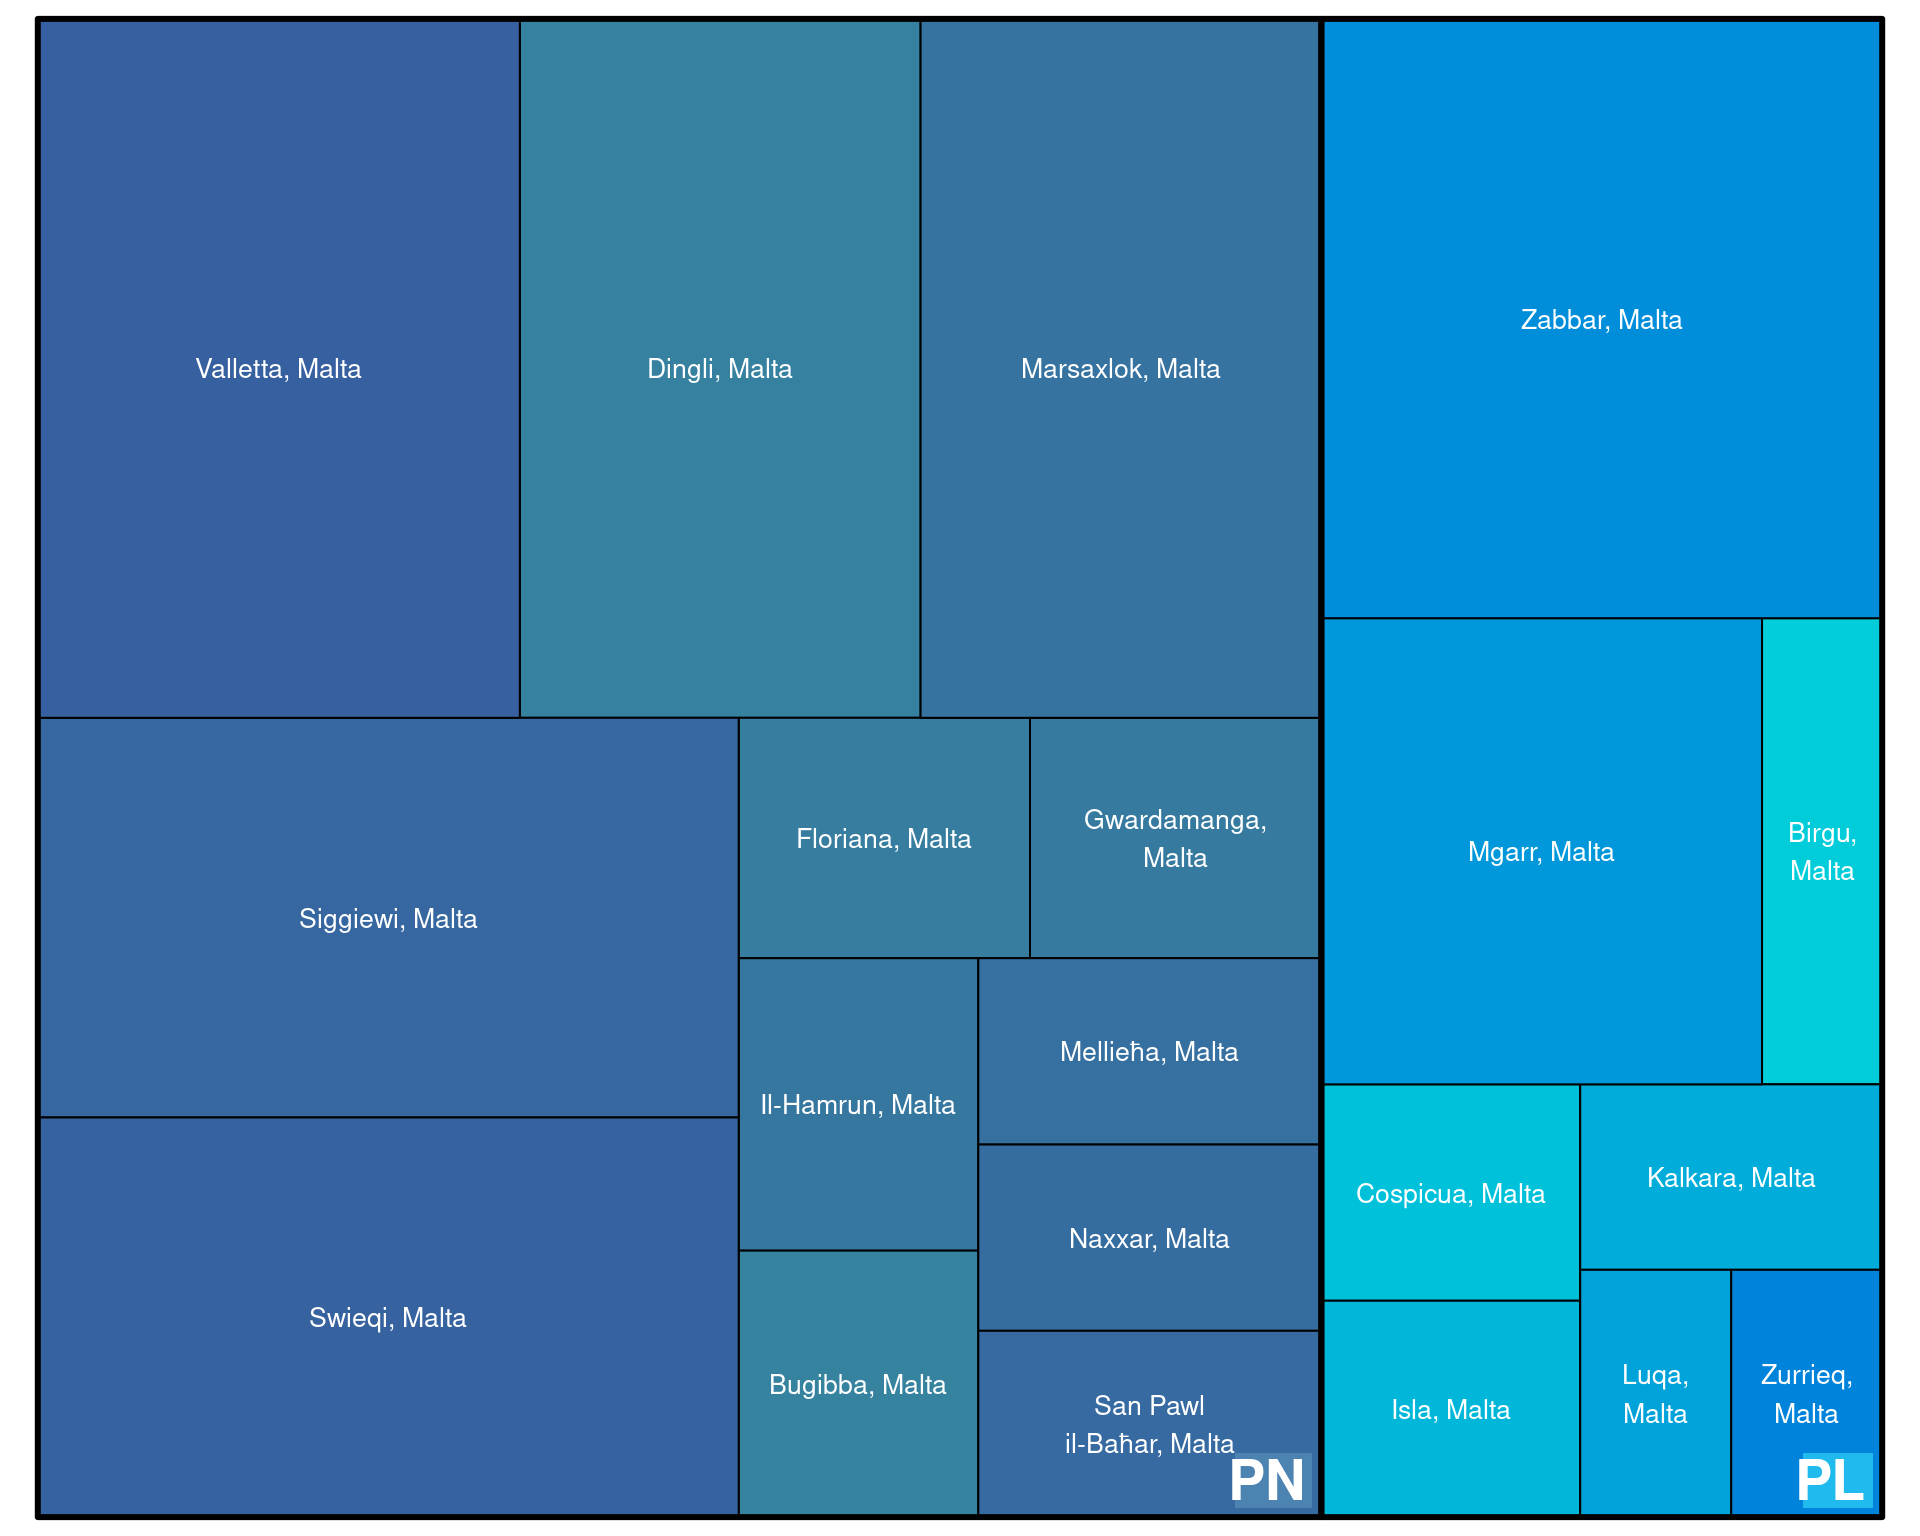 Valletta, Malta
Dingli, Malta
Marsaxlok, Malta
Zabbar, Malta
Siggiewi, Malta
Floriana, Malta
Gwardamanga,
Malta
Mgarr, Malta
Birgu,
Malta
Il-Hamrun, Malta
Mellieħa, Malta
Swieqi, Malta
Naxxar, Malta
Bugibba, Malta
San Pawl
il-Baħar, Malta
PN
Cospicua, Malta
Kalkara, Malta
Isla, Malta
Luqa,
Malta
Zurrieq,
Malta
PL